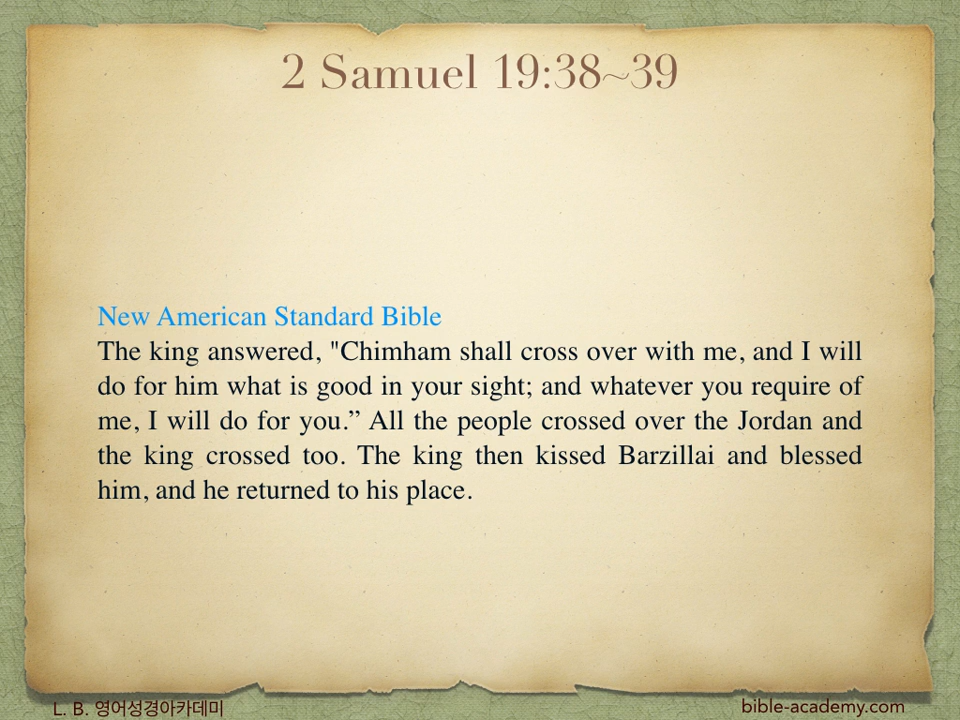 2 Samuel 19:38~39
New American Standard Bible
The king answered, "Chimham shall cross over with me, and I will
do for him what is good in your sight; and whatever you require of
me, I will do for you.” All the people crossed over the Jordan and
the king crossed too. The king then kissed Barzillai and blessed
him, and he returned to his place.
L. B. 영어성경아카데미
bible-academy.com